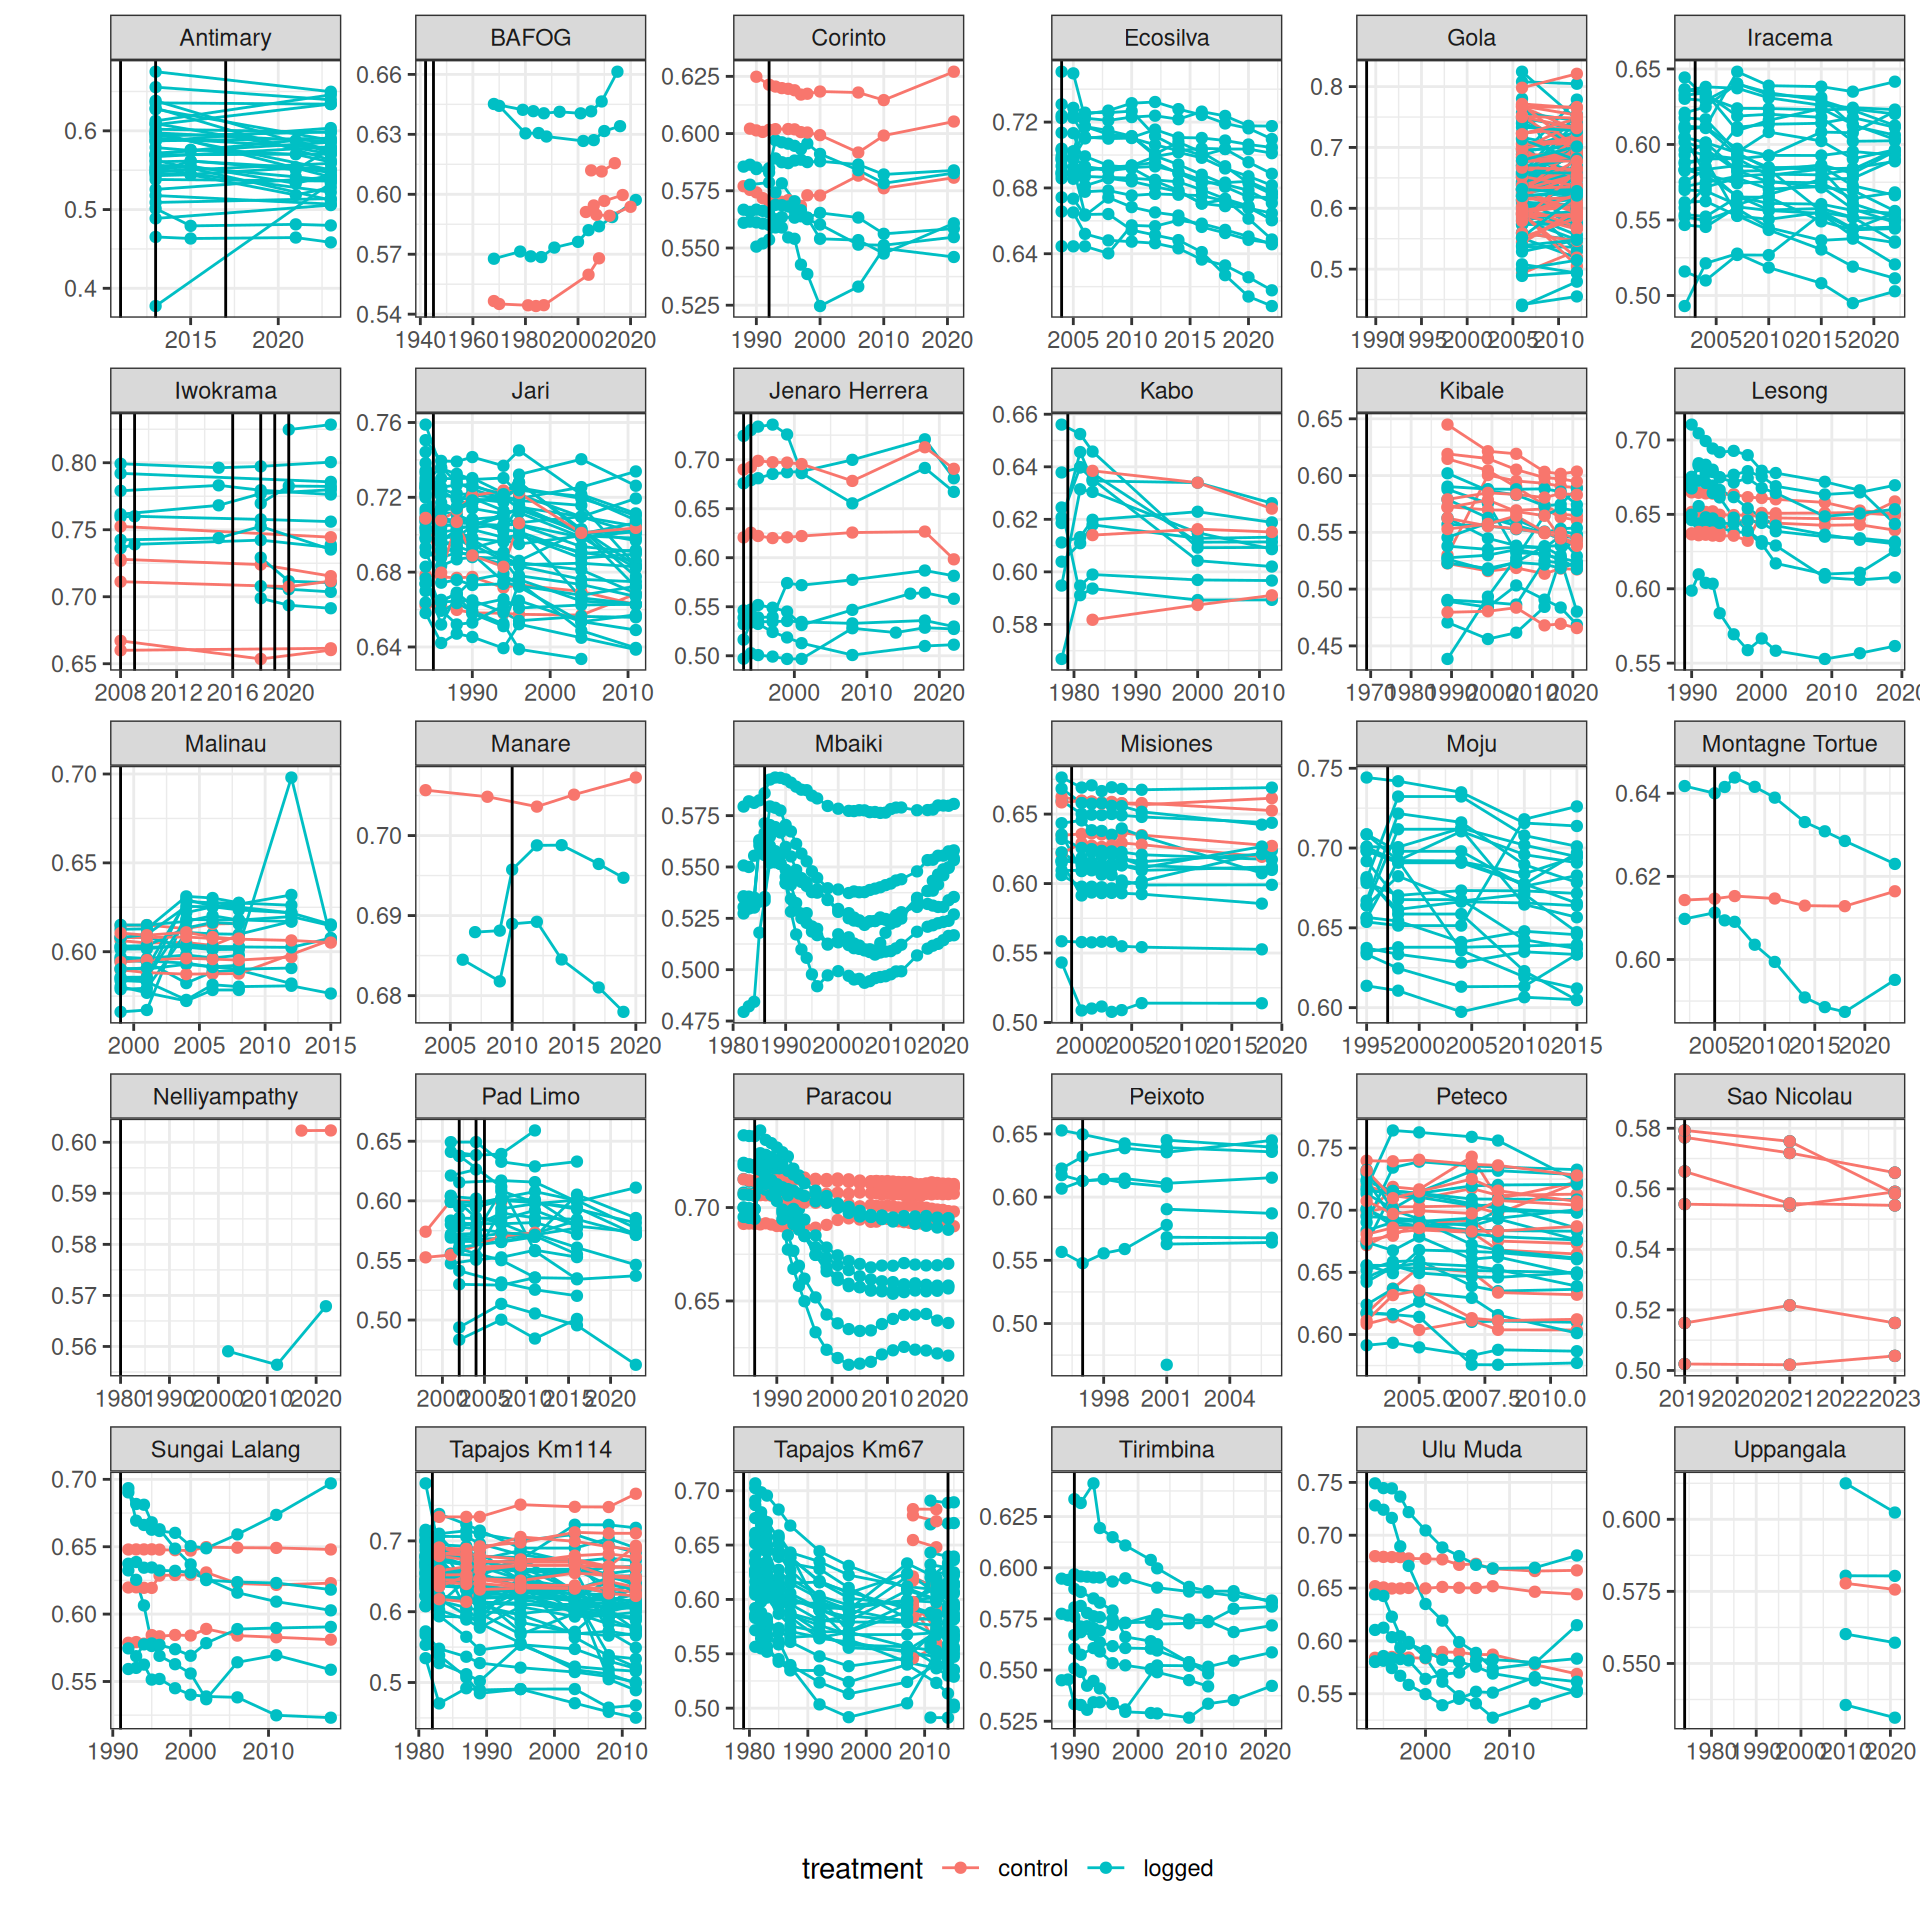 Antimary BAFOG Corinto Ecosilva Gola Iracema
0.6 0.5 0.4
0.66 0.63 0.60 0.57 0.54
0.625 0.600 0.575 0.550 0.525
0.72 0.68 0.64
0.8 0.7 0.6 0.5
0.65 0.60 0.55 0.50
2015 2020 1940 1960 1980 2000 2020 1990 2000 2010 2020 2005 2010 2015 2020 1990 1995 2000 2005 2010 2005 2010 2015 2020
Iwokrama Jari Jenaro Herrera Kabo Kibale Lesong
0.80 0.75 0.70 0.65
0.76 0.72 0.68 0.64
0.70 0.65 0.60 0.55 0.50
0.66 0.64 0.62 0.60 0.58
0.65 0.60 0.55 0.50 0.45
0.70 0.65 0.60 0.55
2008 2012 2016 2020 1990 2000 2010 2000 2010 2020 1980 1990 2000 2010 1970 1980 1990 2000 2010 2020 1990 2000 2010 2020
Malinau Manare Mbaiki Misiones Moju Montagne Tortue
0.70 0.65 0.60
0.70 0.69 0.68
0.575 0.550 0.525 0.500 0.475
0.65 0.60 0.55 0.50
0.75 0.70 0.65 0.60
0.64 0.62 0.60
2000 2005 2010 2015 2005 2010 2015 2020 1980 1990 2000 2010 2020 2000 2005 2010 2015 2020 1995 2000 2005 2010 2015 2005 2010 2015 2020
Nelliyampathy Pad Limo Paracou Peixoto Peteco Sao Nicolau
0.60 0.59 0.58 0.57 0.56
0.65 0.60 0.55 0.50
0.70 0.65
0.65 0.60 0.55 0.50
0.75 0.70 0.65 0.60
0.58 0.56 0.54 0.52 0.50
1980 1990 2000 2010 2020 2000 2005 2010 2015 2020 1990 2000 2010 2020 1998 2001 2004 2005.0 2007.5 2010.0 2019 2020 2021 2022 2023
Sungai Lalang Tapajos Km114 Tapajos Km67 Tirimbina Ulu Muda Uppangala
0.70 0.65 0.60 0.55
0.7 0.6 0.5
0.70 0.65 0.60 0.55 0.50
0.625 0.600 0.575 0.550 0.525
0.75 0.70 0.65 0.60 0.55
0.600 0.575 0.550
1990 2000 2010 1980 1990 2000 2010 1980 1990 2000 2010 1990 2000 2010 2020 2000 2010 1980 1990 2000 2010 2020
treatment control logged